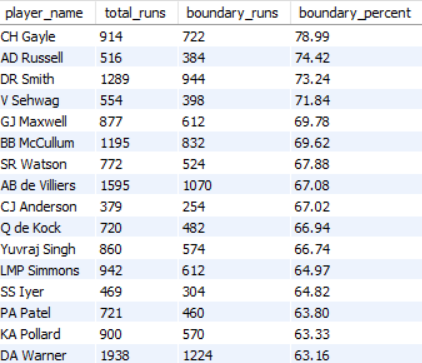 player_name total_runs boundary_runs boundary_percent
CH Gayle 914 722 78.99
AD Russell 516 384 74.42
DR Smith 1289 944 73.24
V Sehwag 554 398 71.84
GJ Maxwell 877 612 69.78
BB McCullum 1195 832 69.62
SR Watson 772 524 67.88
AB de Villiers 1595 1070 67.08
CJ Anderson 379 254 67.02
Q de Kock 720 482 66.94
Yuvraj Singh 860 574 66.74
LMP Simmons 942 612 64.97
SS Iyer 469 304 64.82
PA Patel 721 460 63.80
KA Pollard 900 570 63.33
DA Warner 1938 1224 63.16